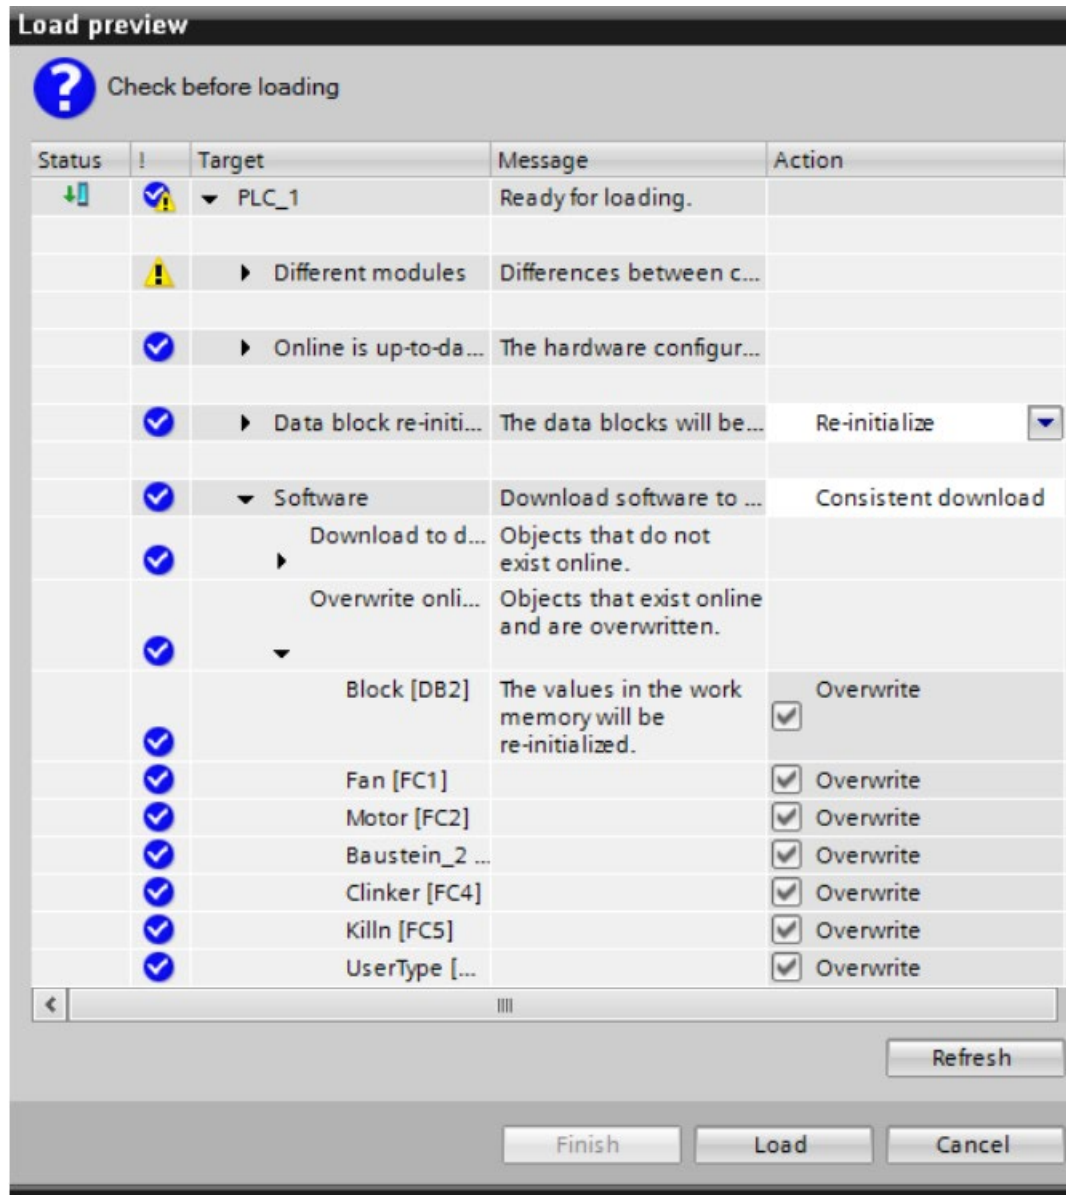 Load preview
Check before loading
Status ! Target Message Action
PLC_1 Ready for loading.
Different modules Differences between c...
Online is up-to-da... The hardware configur...
Data block re-initi... The data blocks will be... Re-initialize
Software Download software to ... Consistent download
Download to d... Objects that do not
exist online.
Overwrite onli... Objects that exist online
and are overwritten.
Block [DB2] The values in the work Overwrite
memory will be
re-initialized.
Fan [FC1] Overwrite
Motor [FC2] Overwrite
Baustein_2 ... Overwrite
Clinker [FC4] Overwrite
Killn [FC5] Overwrite
UserType [... Overwrite
Refresh
Finish Load Cancel